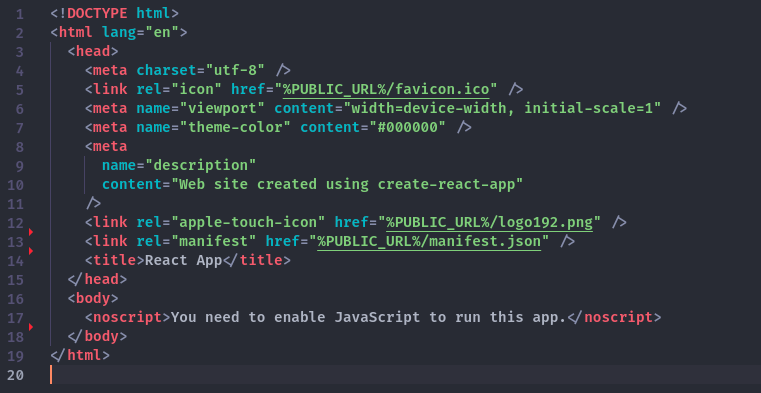 1 <!DOCTYPE html>
2 <html lang="en">
3   <head>
4     <meta charset="utf-8" />
5     <link rel="icon" href="%PUBLIC_URL%/favicon.ico" />
6     <meta name="viewport" content="width=device-width, initial-scale=1" />
7     <meta name="theme-color" content="#000000" />
8     <meta
9       name="description"
10       content="Web site created using create-react-app"
11     />
12     <link rel="apple-touch-icon" href="%PUBLIC_URL%/logo192.png" />
13     <link rel="manifest" href="%PUBLIC_URL%/manifest.json" />
14     <title>React App</title>
15   </head>
16   <body>
17     <noscript>You need to enable JavaScript to run this app.</noscript>
18   </body>
19 </html>
20